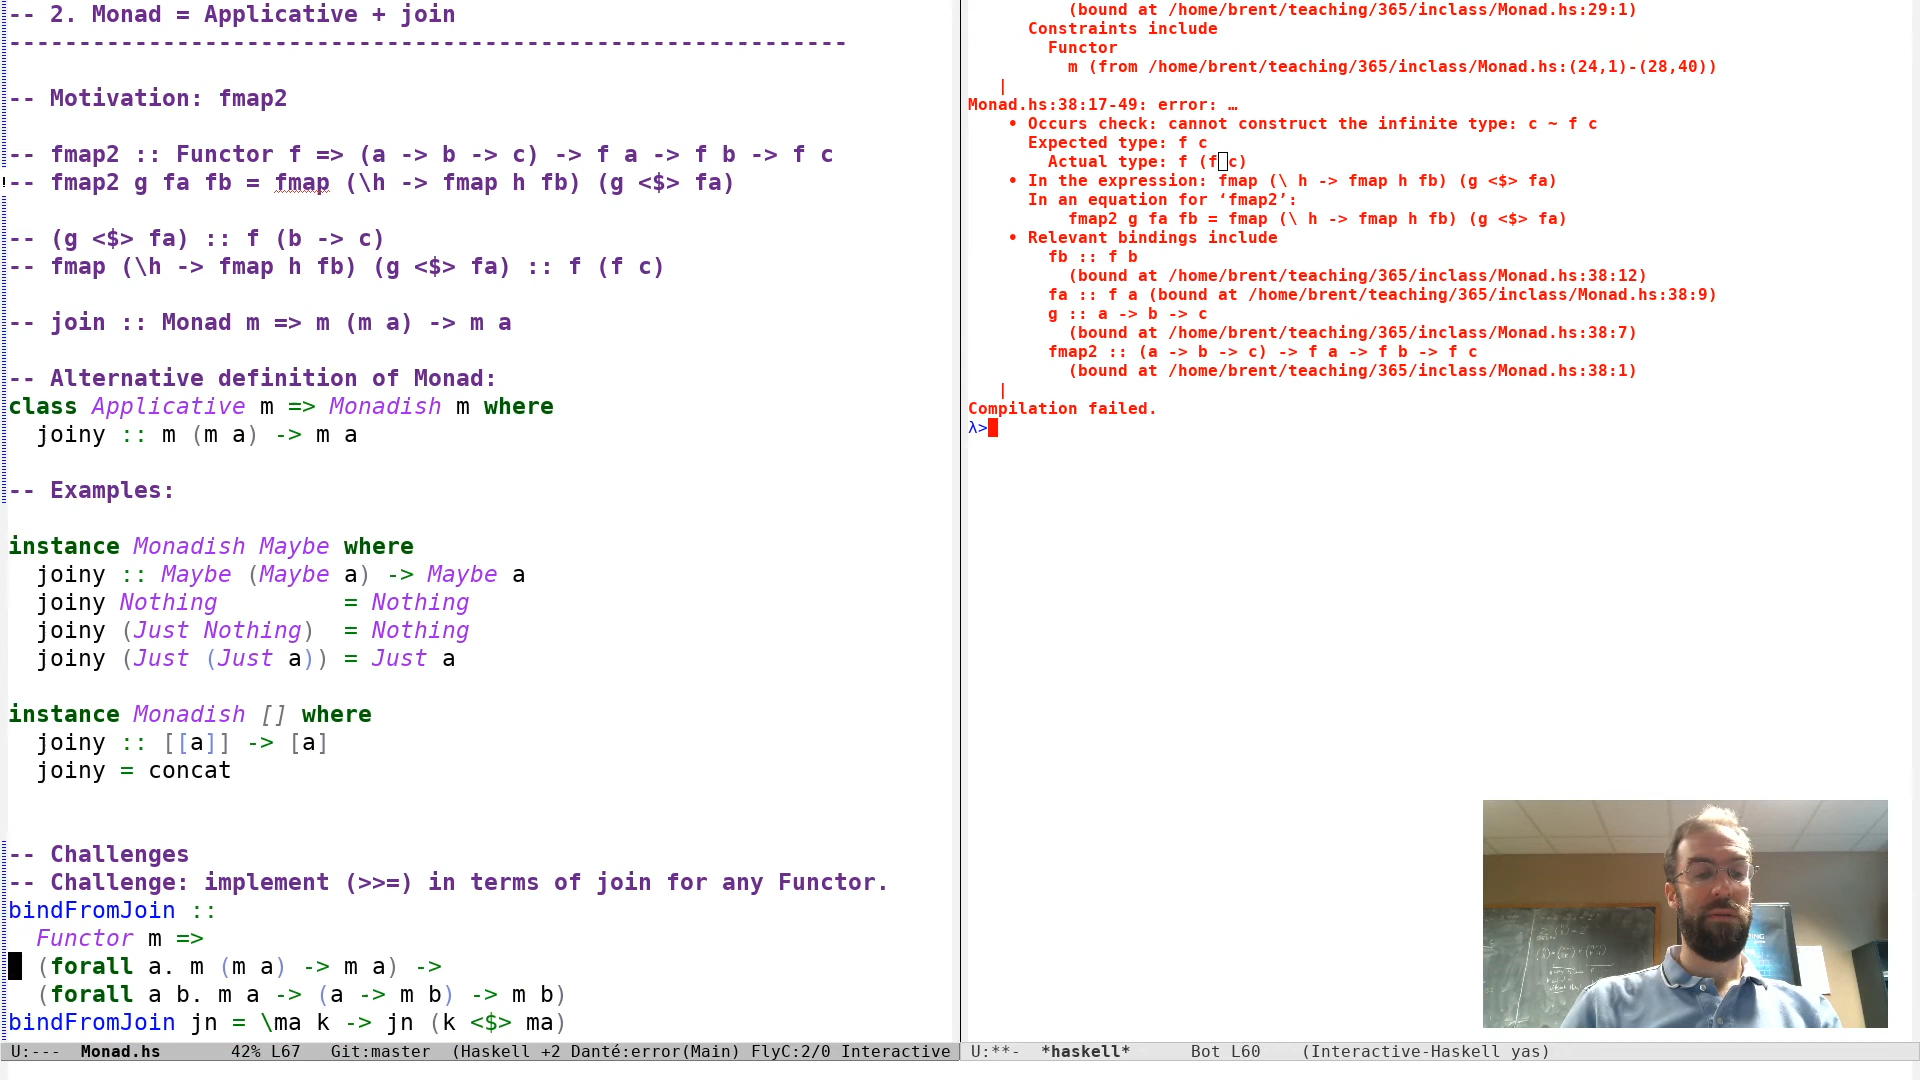 -- 2. Monad = Applicative + join
------------------------------------------------------------
-- Motivation: fmap2
-- fmap2 :: Functor f => (a -> b -> c) -> f a -> f b -> f c
!-- fmap2 g fa fb = fmap (\h -> fmap h fb) (g <$> fa)
-- (g <$> fa) :: f (b -> c)
-- fmap (\h -> fmap h fb) (g <$> fa) :: f (f c)
-- join :: Monad m => m (m a) -> m a
-- Alternative definition of Monad:
class Applicative m => Monadish m where
  joiny :: m (m a) -> m a
-- Examples:
instance Monadish Maybe where
  joiny :: Maybe (Maybe a) -> Maybe a
  joiny Nothing         = Nothing
  joiny (Just Nothing)  = Nothing
  joiny (Just (Just a)) = Just a
instance Monadish [] where
  joiny :: [[a]] -> [a]
  joiny = concat
-- Challenges
-- Challenge: implement (>>=) in terms of join for any Functor.
bindFromJoin ::
  Functor m =>
  (forall a. m (m a) -> m a) ->
  (forall a b. m a -> (a -> m b) -> m b)
bindFromJoin jn = \ma k -> jn (k <$> ma)
U:---  Monad.hs       42% L67   Git:master  (Haskell +2 Danté:error(Main) FlyC:2/0 Interactive
          (bound at /home/brent/teaching/365/inclass/Monad.hs:29:1)
      Constraints include
        Functor
          m (from /home/brent/teaching/365/inclass/Monad.hs:(24,1)-(28,40))
   |
Monad.hs:38:17-49: error: …
    • Occurs check: cannot construct the infinite type: c ~ f c
      Expected type: f c
        Actual type: f (f c)
    • In the expression: fmap (\ h -> fmap h fb) (g <$> fa)
      In an equation for ‘fmap2’:
          fmap2 g fa fb = fmap (\ h -> fmap h fb) (g <$> fa)
    • Relevant bindings include
        fb :: f b
          (bound at /home/brent/teaching/365/inclass/Monad.hs:38:12)
        fa :: f a (bound at /home/brent/teaching/365/inclass/Monad.hs:38:9)
        g :: a -> b -> c
          (bound at /home/brent/teaching/365/inclass/Monad.hs:38:7)
        fmap2 :: (a -> b -> c) -> f a -> f b -> f c
          (bound at /home/brent/teaching/365/inclass/Monad.hs:38:1)
   |
Compilation failed.
λ>
U:**-  *haskell*      Bot L60    (Interactive-Haskell yas)